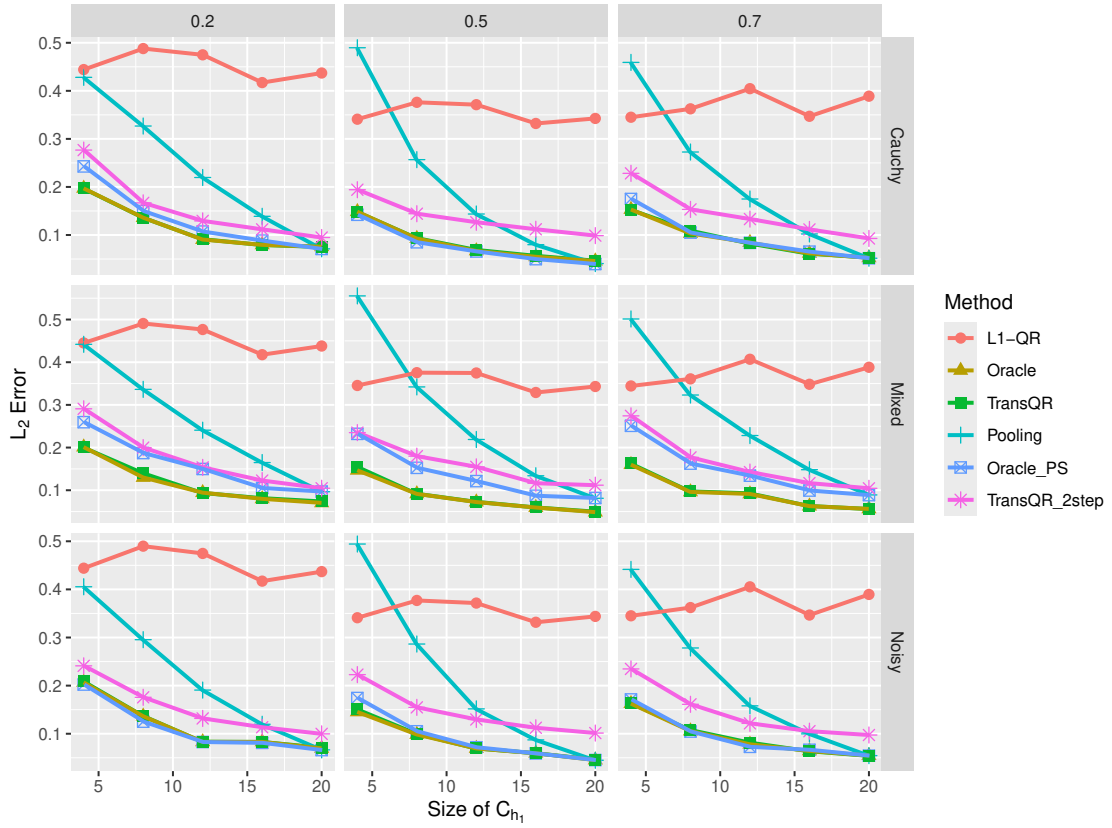 0.2
0.5
0.7
0.5
0.4
0.3
0.2
0.1
Cauchy
0.5
0.4
0.3
0.2
0.1
Mixed
0.5
0.4
0.3
0.2
0.1
Noisy
L2 Error
5
10
15
20
5
10
15
20
5
10
15
20
Size of Ch1
Method
L1−QR
Oracle
TransQR
Pooling
Oracle_PS
TransQR_2step